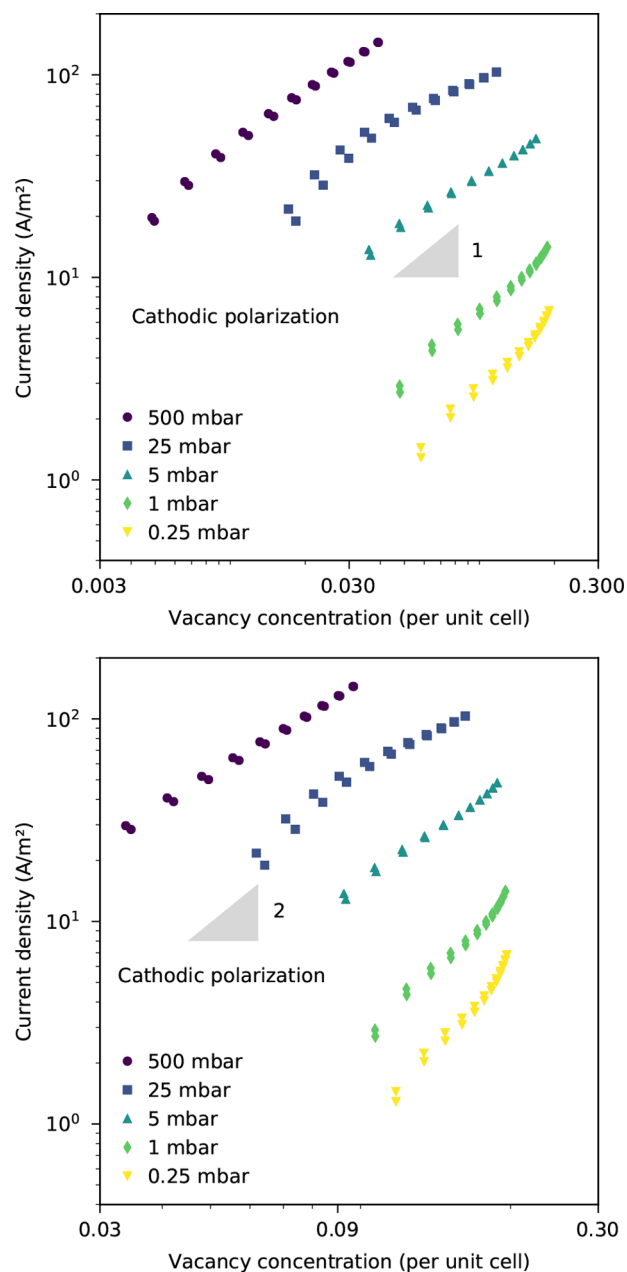 10²
10¹
10⁰
Current density (A/m²)
1
Cathodic polarization
500 mbar
25 mbar
5 mbar
1 mbar
0.25 mbar
0.003
0.030
0.300
Vacancy concentration (per unit cell)
10²
10¹
10⁰
Current density (A/m²)
2
Cathodic polarization
500 mbar
25 mbar
5 mbar
1 mbar
0.25 mbar
0.03
0.09
0.30
Vacancy concentration (per unit cell)